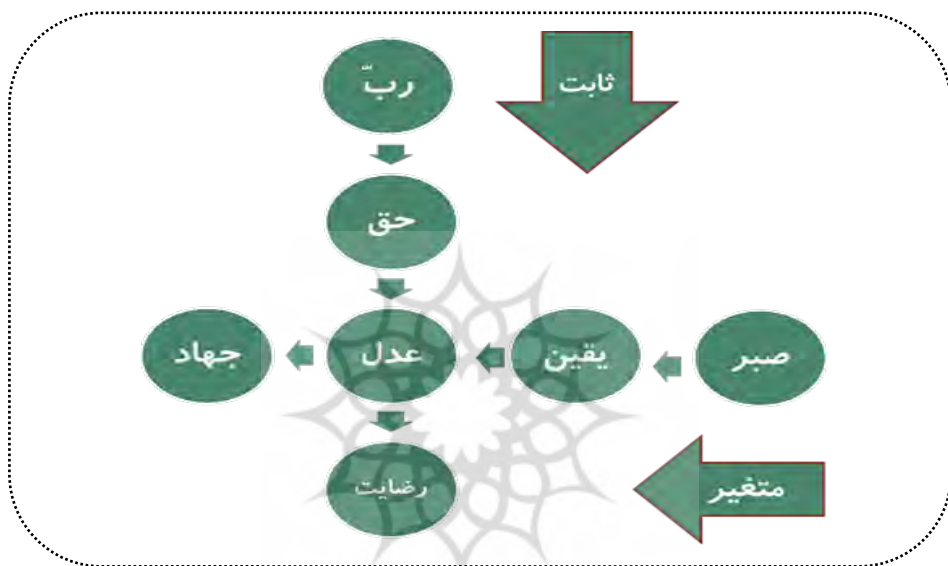 ربّ
ثابت
حق
صبر
یقین
عدل
جهاد
متغیر
رضایت